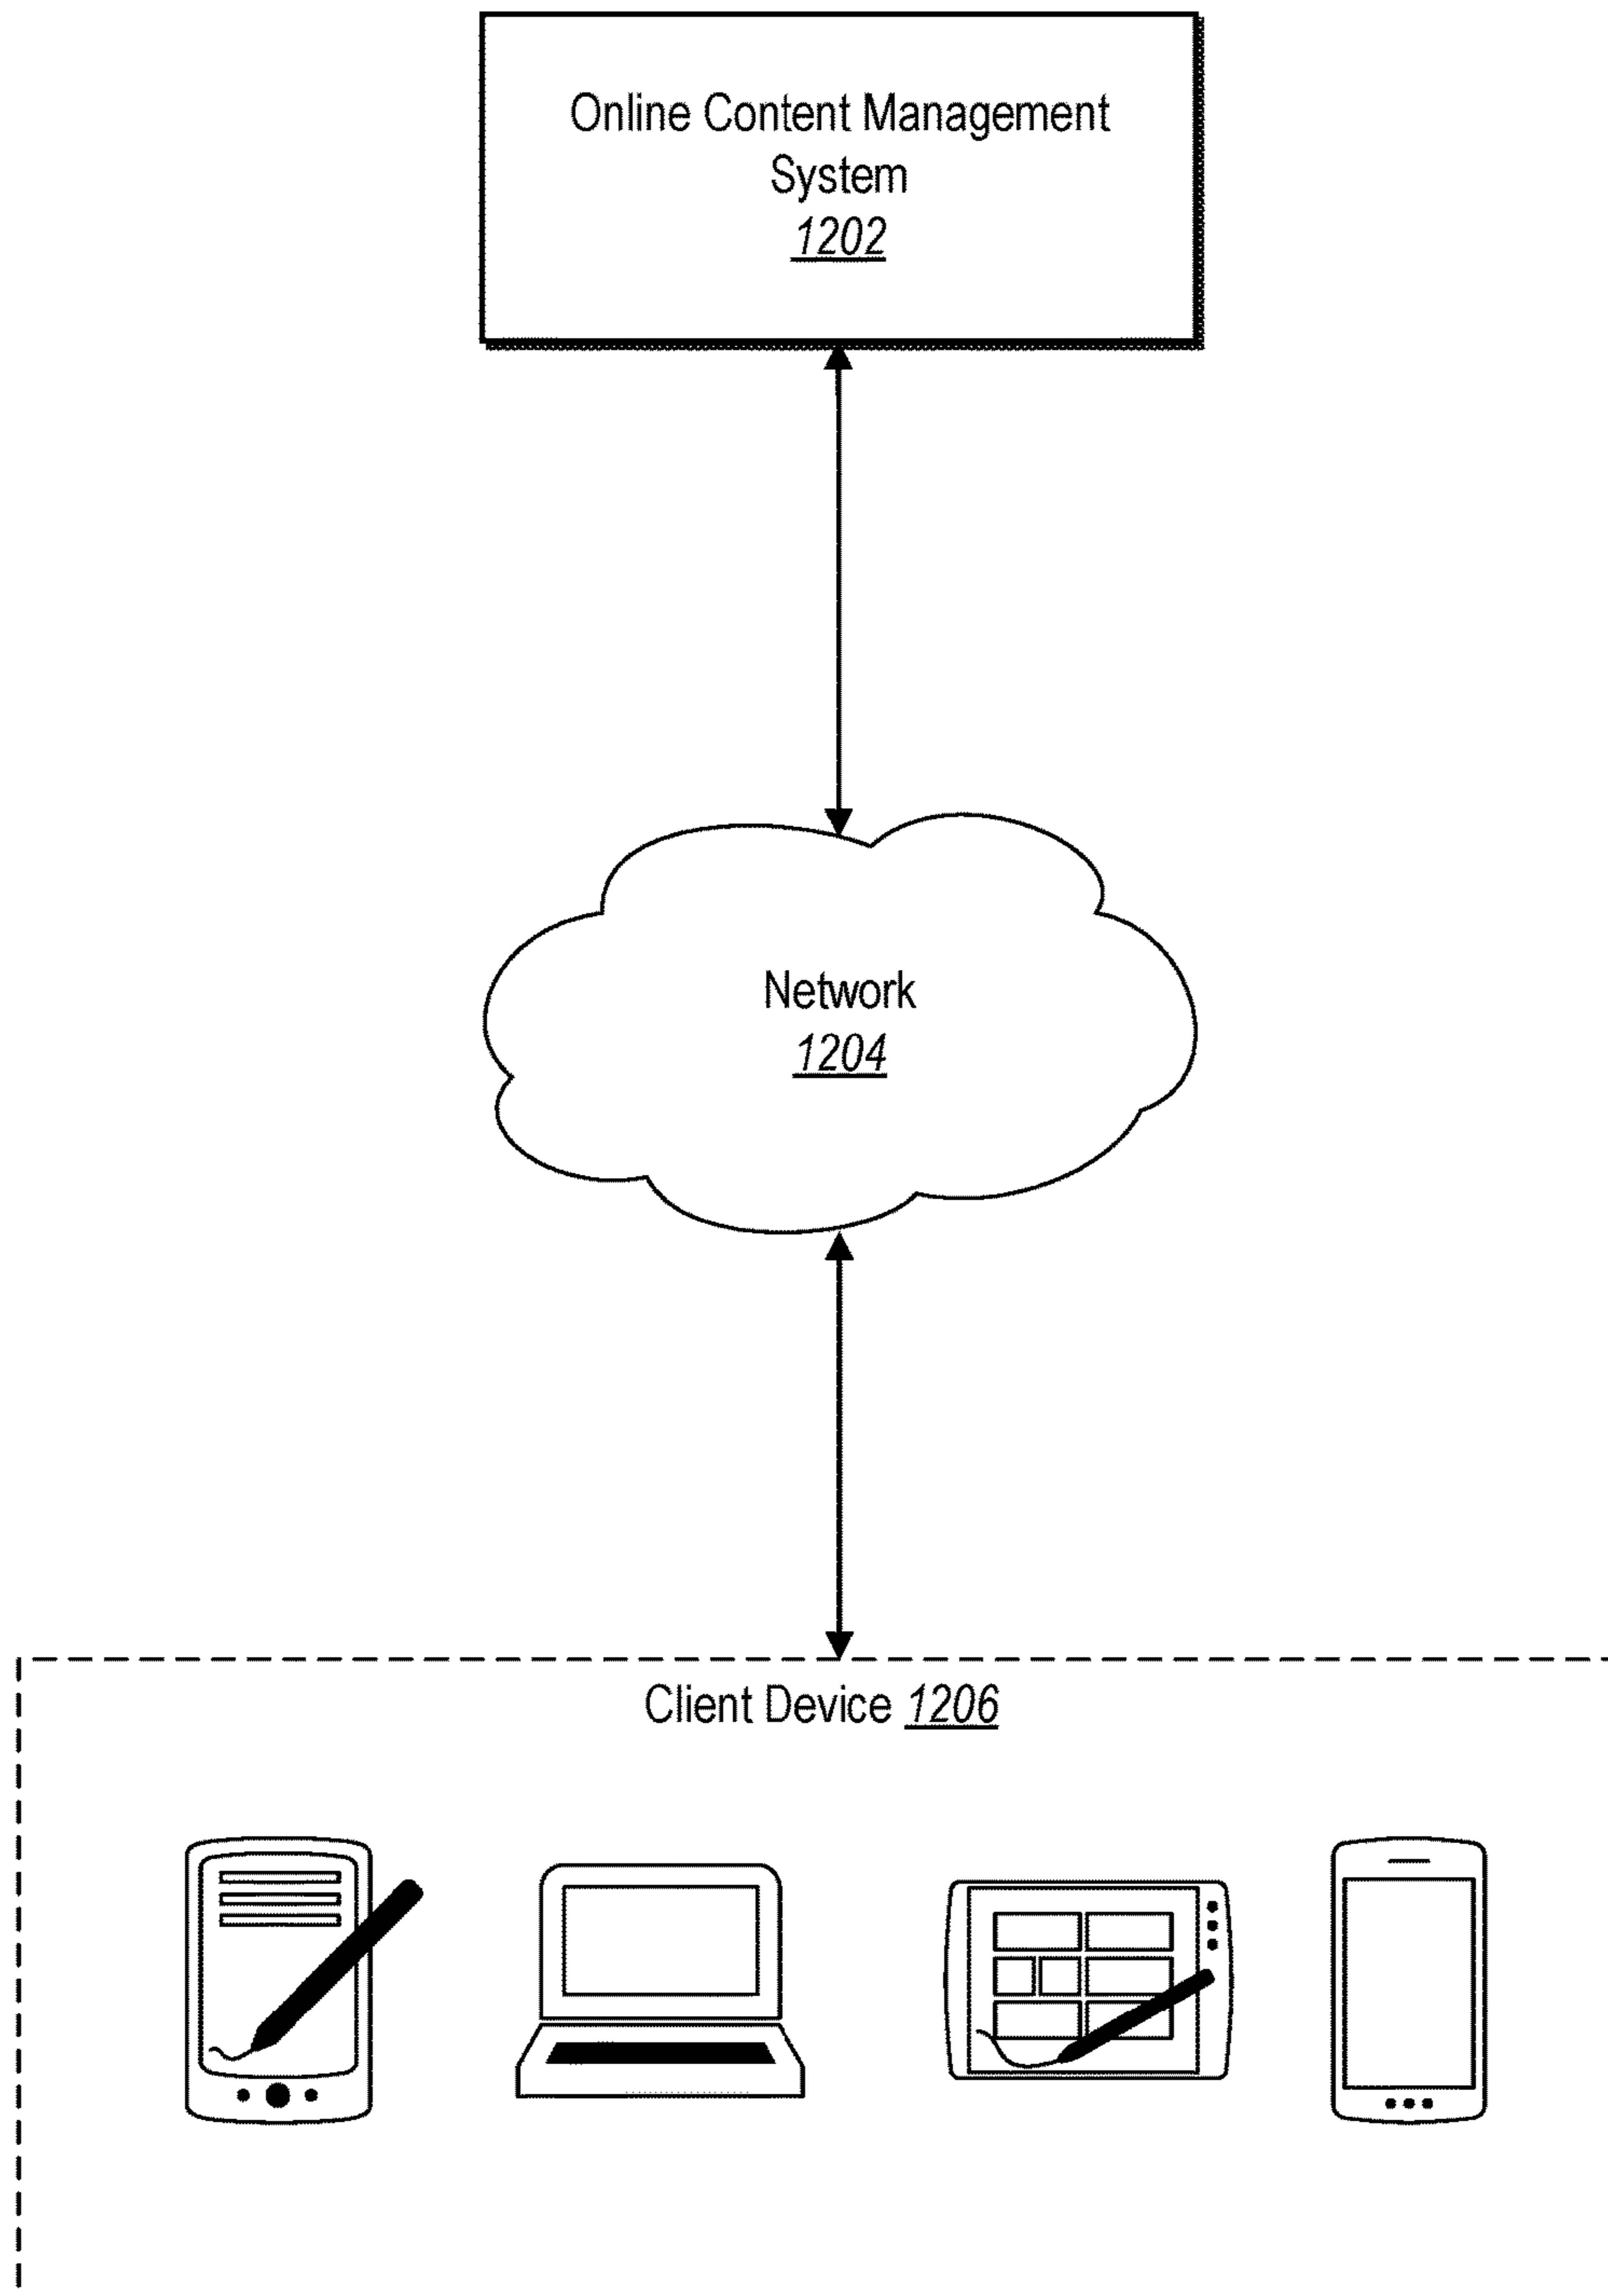 Online Content Management
System
1202
Network
1204
Client Device 1206